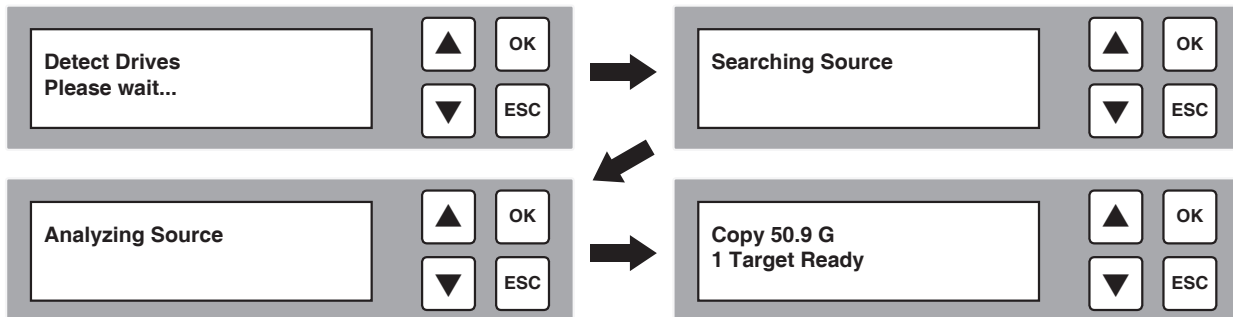 Detect Drives
Please wait...
OK
ESC
Searching Source
OK
ESC
Analyzing Source
OK
ESC
Copy 50.9 G
1 Target Ready
OK
ESC